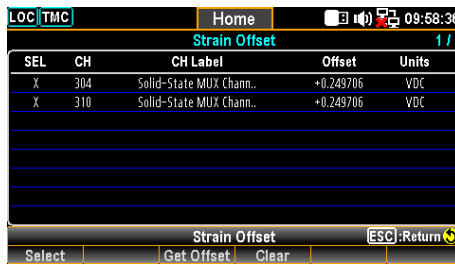 LOC TMC Home 09:58:36
Strain Offset 1 /
SEL CH CH Label Offset Units
X 304 Solid-State MUX Chann.. +0.249706 VDC
X 310 Solid-State MUX Chann.. +0.249706 VDC
Strain Offset ESC :Return
Select Get Offset Clear